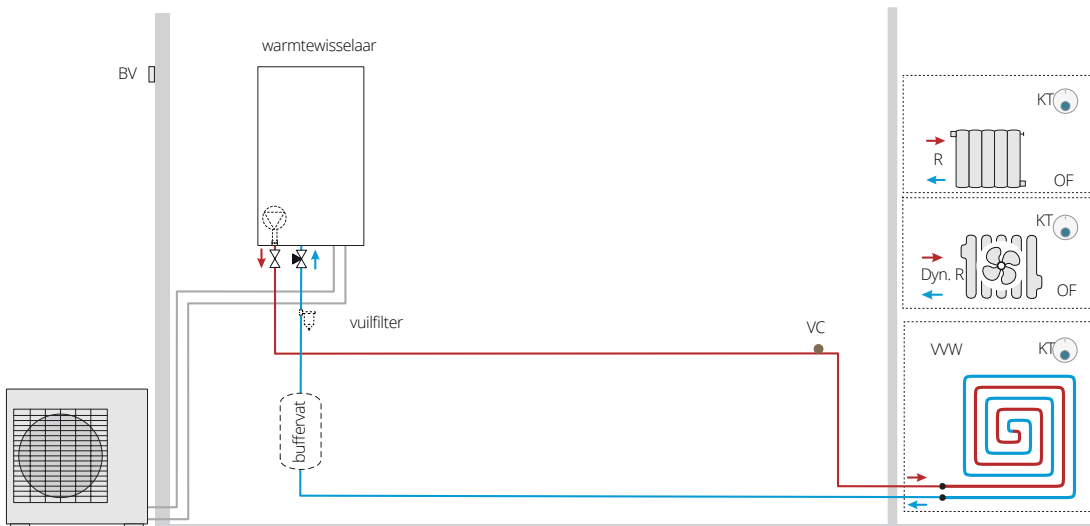 warmtewisselaar
BV
KT
R
OF
KT
Dyn. R
OF
vuilfilter
VC
VVW
KT
buffervat